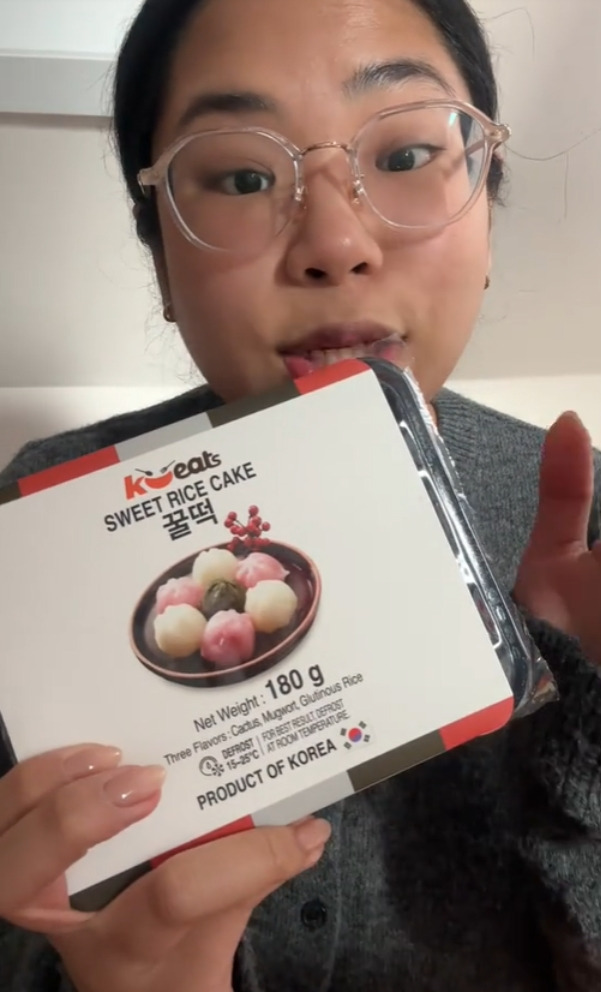 k eats
SWEET RICE CAKE
꿀떡
Net Weight : 180 g
Three Flavors : Cactus, Mugwort, Glutinous Rice
DEFROST
15~25°C
FOR BEST RESULT, DEFROST
AT ROOM TEMPERATURE.
PRODUCT OF KOREA